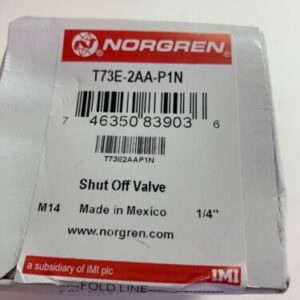 NORGREN
T73E-2AA-P1N
7 46350 83903 6
T73E2AAP1N
Shut Off Valve
M14 Made in Mexico 1/4"
www.norgren.com
a subsidiary of IMI plc IMI
FOLD LINE